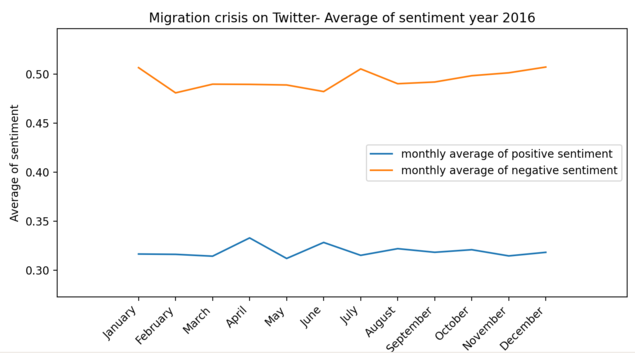 Migration crisis on Twitter- Average of sentiment year 2016
Average of sentiment
0.50
0.45
0.40
0.35
0.30
monthly average of positive sentiment
monthly average of negative sentiment
January
February
March
April
May
June
July
August
September
October
November
December